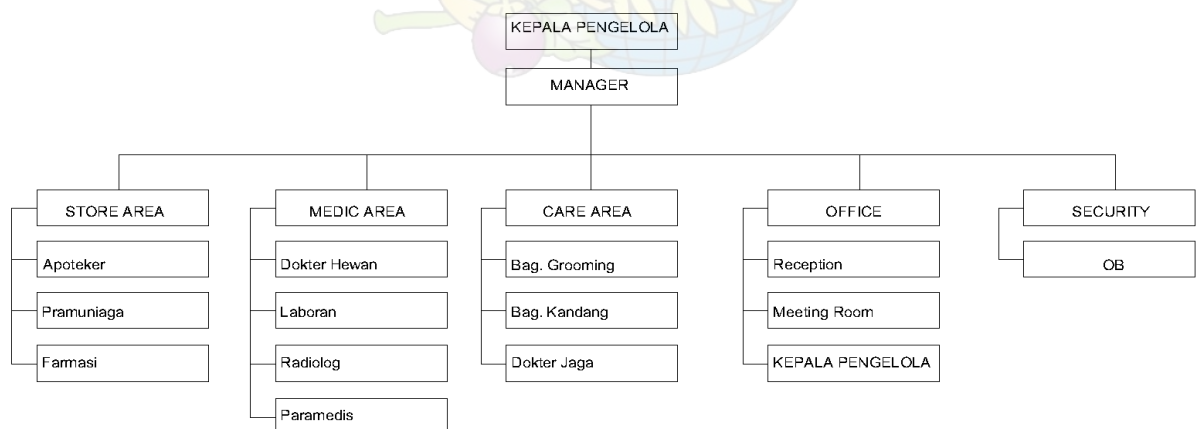 KEPALA PENGELOLA
MANAGER
STORE AREA
Apoteker
Pramuniaga
Farmasi
MEDIC AREA
Dokter Hewan
Laboran
Radiolog
Paramedis
CARE AREA
Bag. Grooming
Bag. Kandang
Dokter Jaga
OFFICE
Reception
Meeting Room
KEPALA PENGELOLA
SECURITY
OB